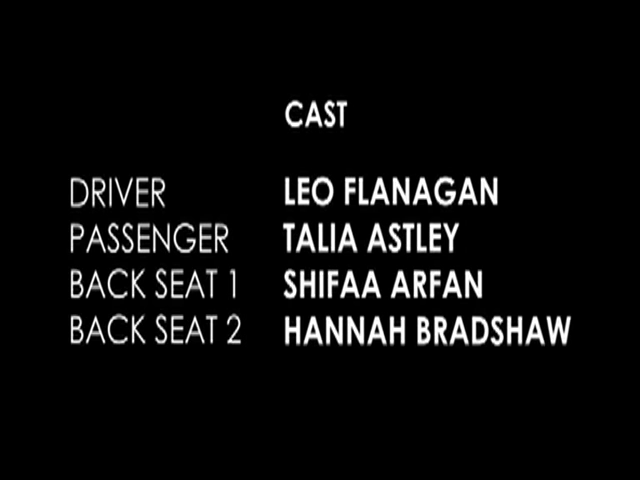 CAST
DRIVER LEO FLANAGAN
PASSENGER TALIA ASTLEY
BACK SEAT 1 SHIFAA ARFAN
BACK SEAT 2 HANNAH BRADSHAW